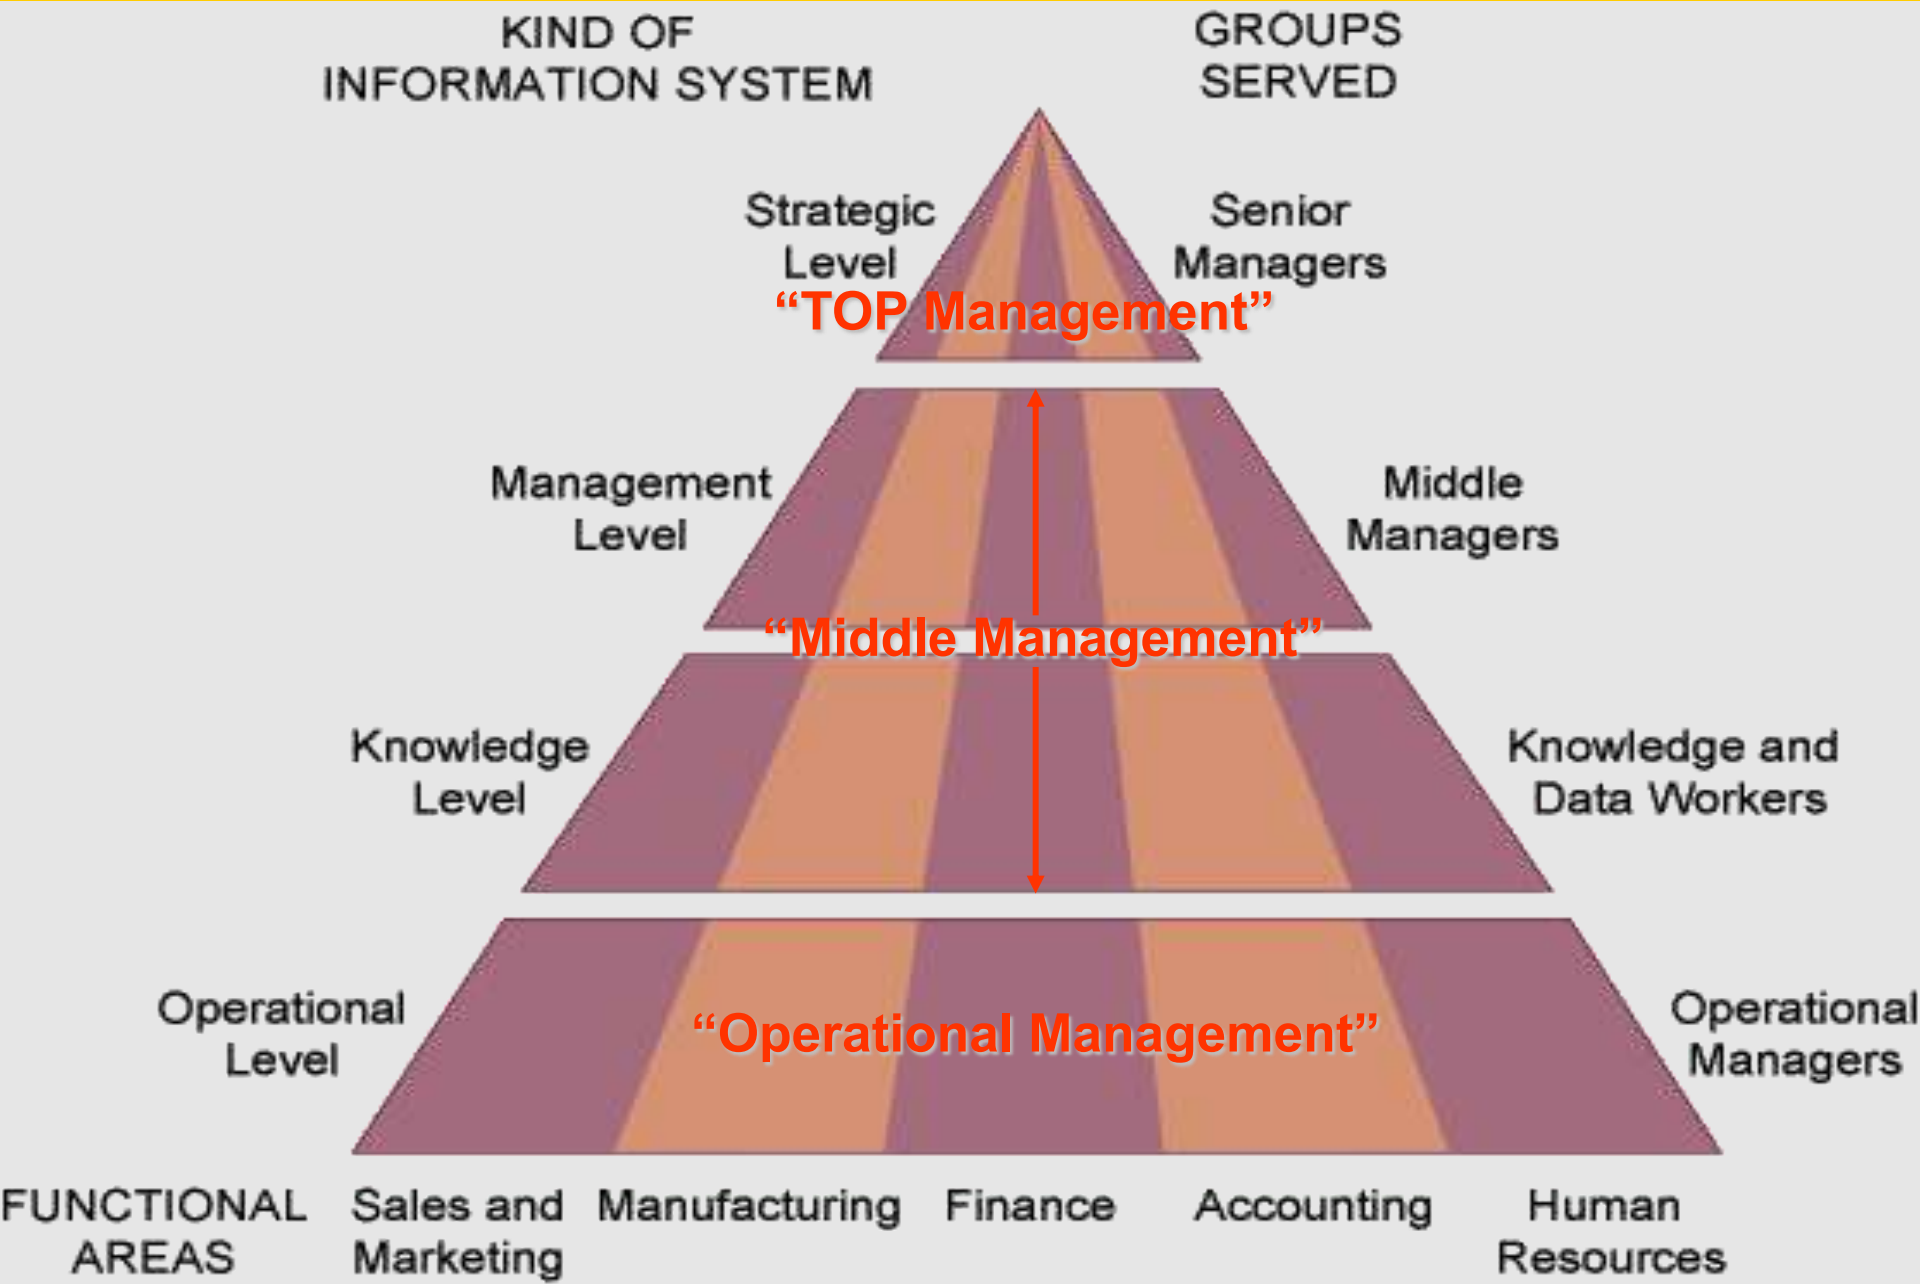 KIND OF
INFORMATION SYSTEM
GROUPS
SERVED
Strategic
Level
Senior
Managers
“TOP Management”
Management
Level
Middle
Managers
“Middle Management”
Knowledge
Level
Knowledge and
Data Workers
Operational
Level
“Operational Management”
Operational
Managers
FUNCTIONAL
AREAS
Sales and
Marketing
Manufacturing
Finance
Accounting
Human
Resources